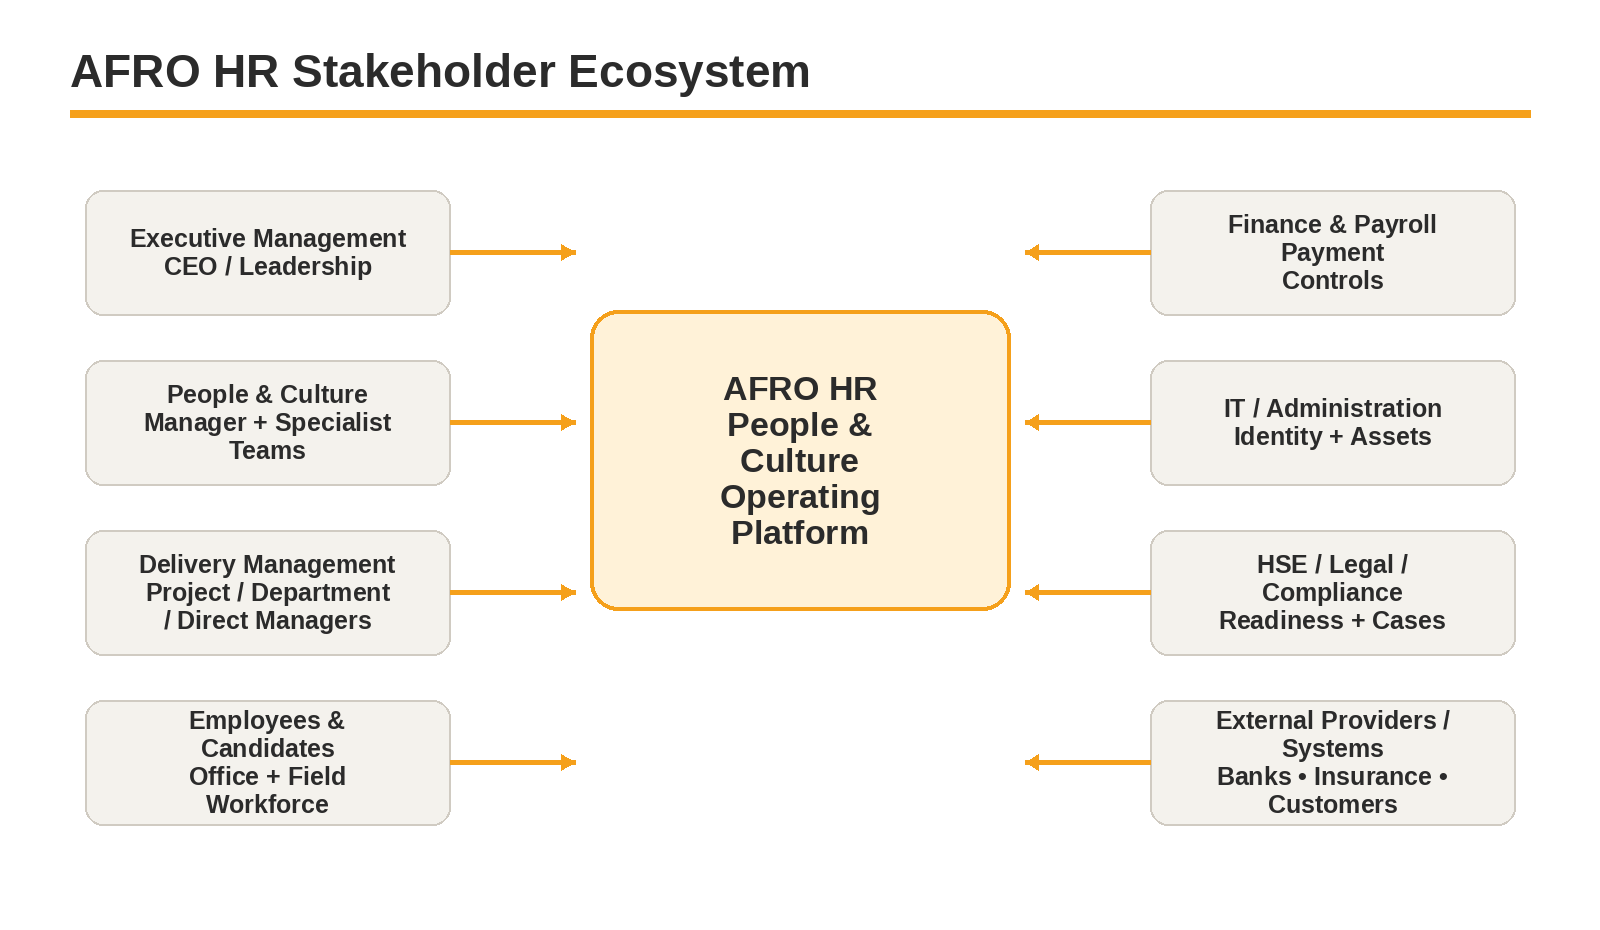 AFRO HR Stakeholder Ecosystem
Executive Management
CEO / Leadership
People & Culture
Manager + Specialist
Teams
Delivery Management
Project / Department
/ Direct Managers
Employees &
Candidates
Office + Field
Workforce
AFRO HR
People &
Culture
Operating
Platform
Finance & Payroll
Payment
Controls
IT / Administration
Identity + Assets
HSE / Legal /
Compliance
Readiness + Cases
External Providers /
Systems
Banks • Insurance •
Customers